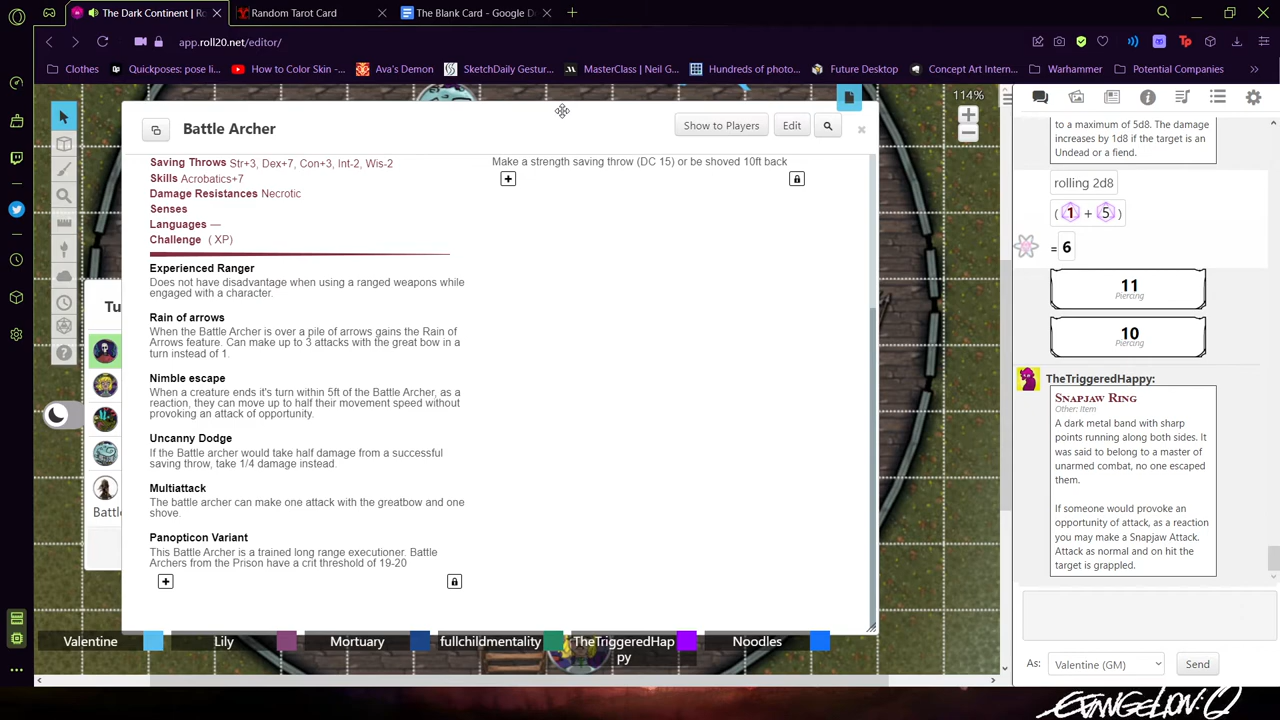 The Dark Continent | Ro
Random Tarot Card
The Blank Card - Google D
app.roll20.net/editor/
Clothes
Quickposes: pose li...
How to Color Skin -...
Ava's Demon
SketchDaily Gestur...
MasterClass | Neil G...
Hundreds of photo...
Future Desktop
Concept Art Intern...
Warhammer
Potential Companies
114%
Battle Archer
Show to Players
Edit
Saving Throws Str+3, Dex+7, Con+3, Int-2, Wis-2
Skills Acrobatics+7
Damage Resistances Necrotic
Senses
Languages —
Challenge ( XP)
Experienced Ranger
Does not have disadvantage when using a ranged weapons while
engaged with a character.
Rain of arrows
When the Battle Archer is over a pile of arrows gains the Rain of
Arrows feature. Can make up to 3 attacks with the great bow in a
turn instead of 1.
Nimble escape
When a creature ends it's turn within 5ft of the Battle Archer, as a
reaction, they can move up to half their movement speed without
provoking an attack of opportunity.
Uncanny Dodge
If the Battle archer would take half damage from a successful
saving throw, take 1/4 damage instead.
Multiattack
The battle archer can make one attack with the greatbow and one
shove.
Panopticon Variant
This Battle Archer is a trained long range executioner. Battle
Archers from the Prison have a crit threshold of 19-20
Make a strength saving throw (DC 15) or be shoved 10ft back
Tu
Battl
Valentine
Lily
Mortuary
fullchildmentality
TheTriggeredHap
py
Noodles
to a maximum of 5d8. The damage
increases by 1d8 if the target is an
Undead or a fiend.
rolling 2d8
( 1 + 5 )
= 6
11
Piercing
10
Piercing
TheTriggeredHappy:
Snapjaw Ring
Other: Item
A dark metal band with sharp
points running along both sides. It
was said to belong to a master of
unarmed combat, no one escaped
them.
If someone would provoke an
opportunity of attack, as a reaction
you may make a Snapjaw Attack.
Attack as normal and on hit the
target is grappled.
As:
Valentine (GM)
Send